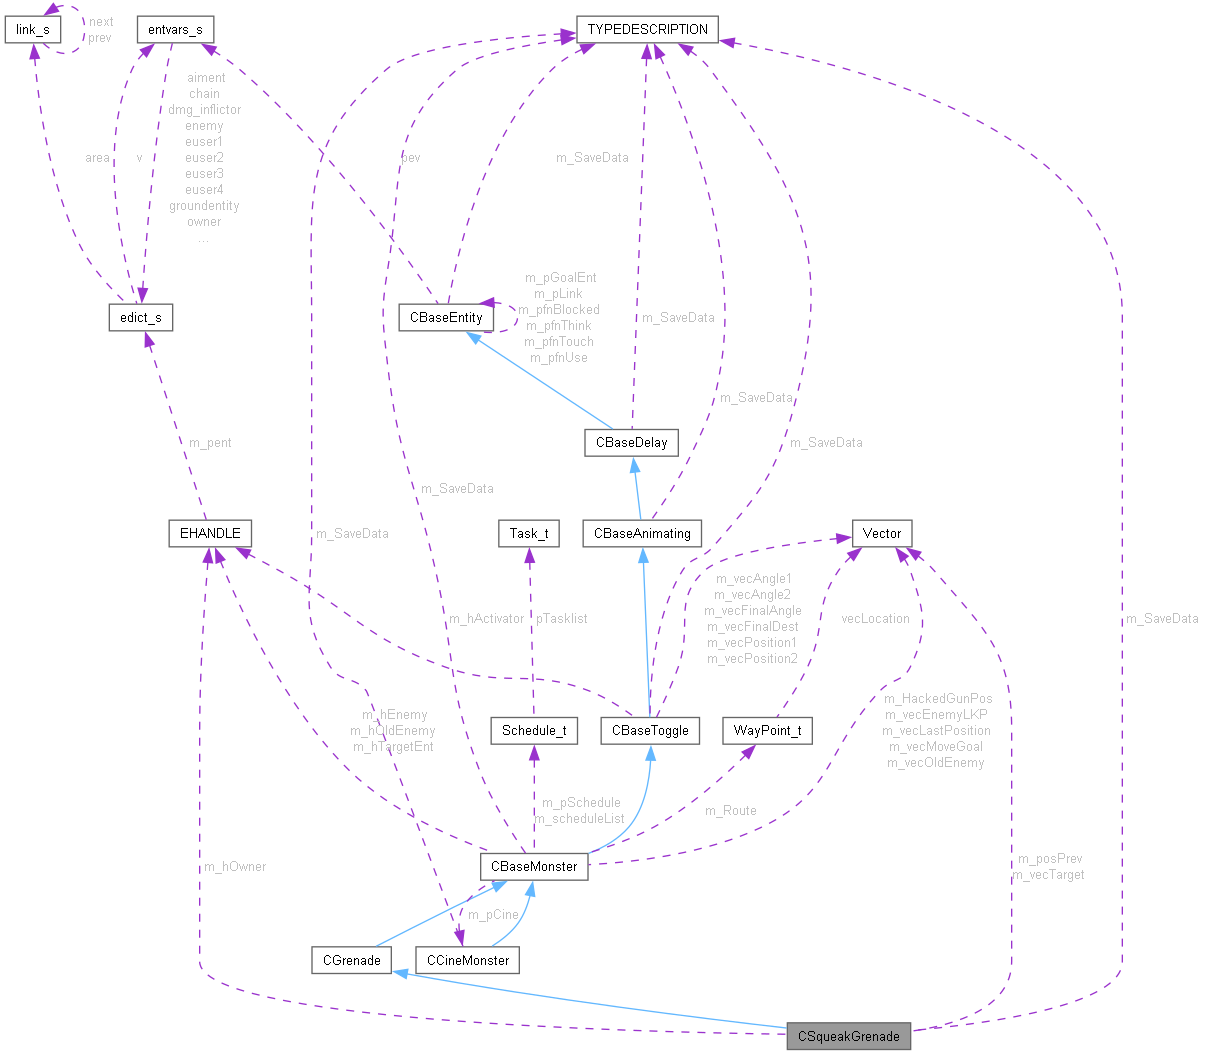 link_s
next
prev
entvars_s
TYPEDESCRIPTION
aiment
chain
dmg_inflictor
enemy
euser1
euser2
euser3
euser4
groundentity
owner
...
area
v
pev
m_SaveData
edict_s
CBaseEntity
m_pGoalEnt
m_pLink
m_pfnBlocked
m_pfnThink
m_pfnTouch
m_pfnUse
m_SaveData
m_SaveData
m_pent
CBaseDelay
m_SaveData
m_SaveData
EHANDLE
m_SaveData
Task_t
CBaseAnimating
Vector
m_vecAngle1
m_vecAngle2
m_vecFinalAngle
m_vecFinalDest
m_vecPosition1
m_vecPosition2
m_hActivator
pTasklist
vecLocation
m_SaveData
m_hEnemy
m_hOldEnemy
m_hTargetEnt
Schedule_t
CBaseToggle
WayPoint_t
m_HackedGunPos
m_vecEnemyLKP
m_vecLastPosition
m_vecMoveGoal
m_vecOldEnemy
m_pSchedule
m_scheduleList
m_Route
m_hOwner
CBaseMonster
m_posPrev
m_vecTarget
m_pCine
CGrenade
CCineMonster
CSqueakGrenade